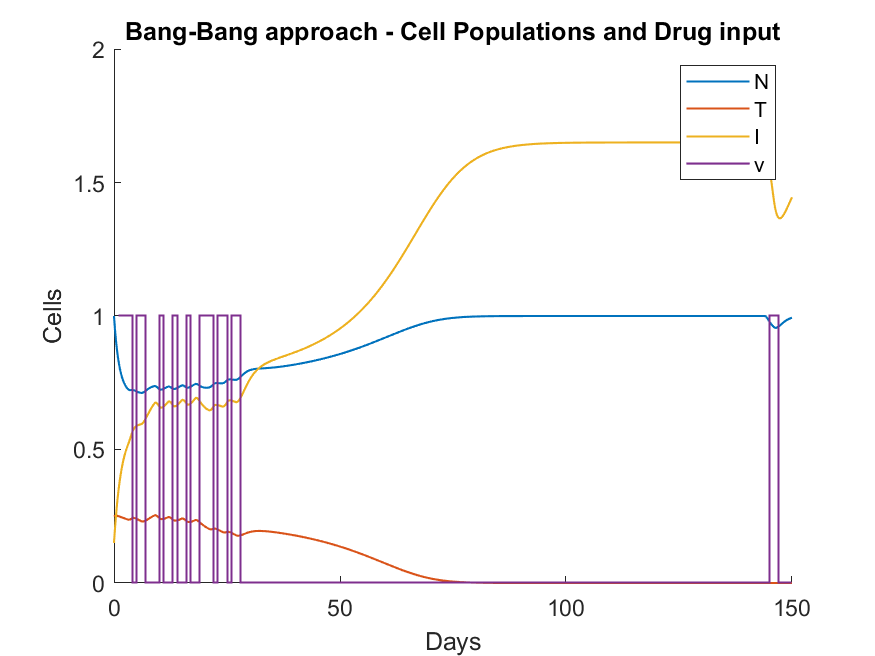 Bang-Bang approach - Cell Populations and Drug input
2
1.5
1
0.5
0
Cells
N
T
I
v
0
50
100
150
Days